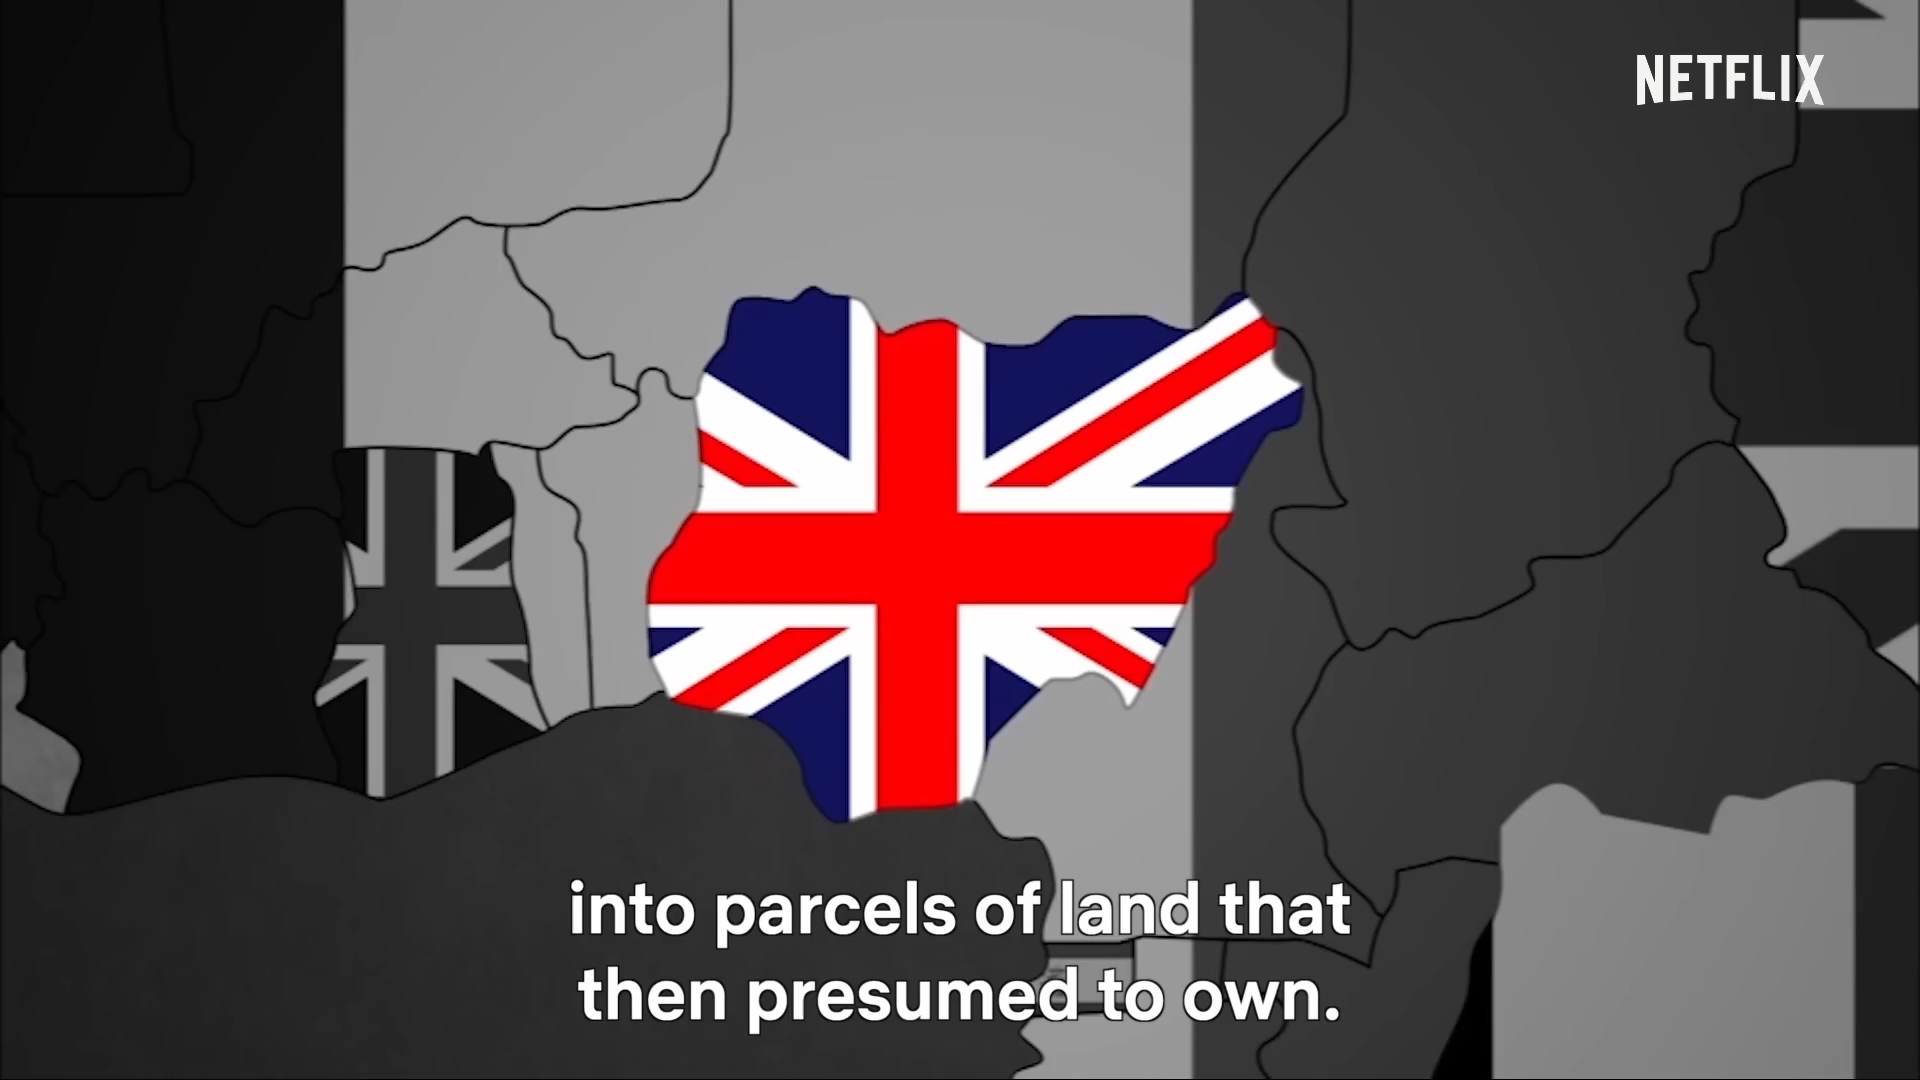 NETFLIX
into parcels of land that
then presumed to own.